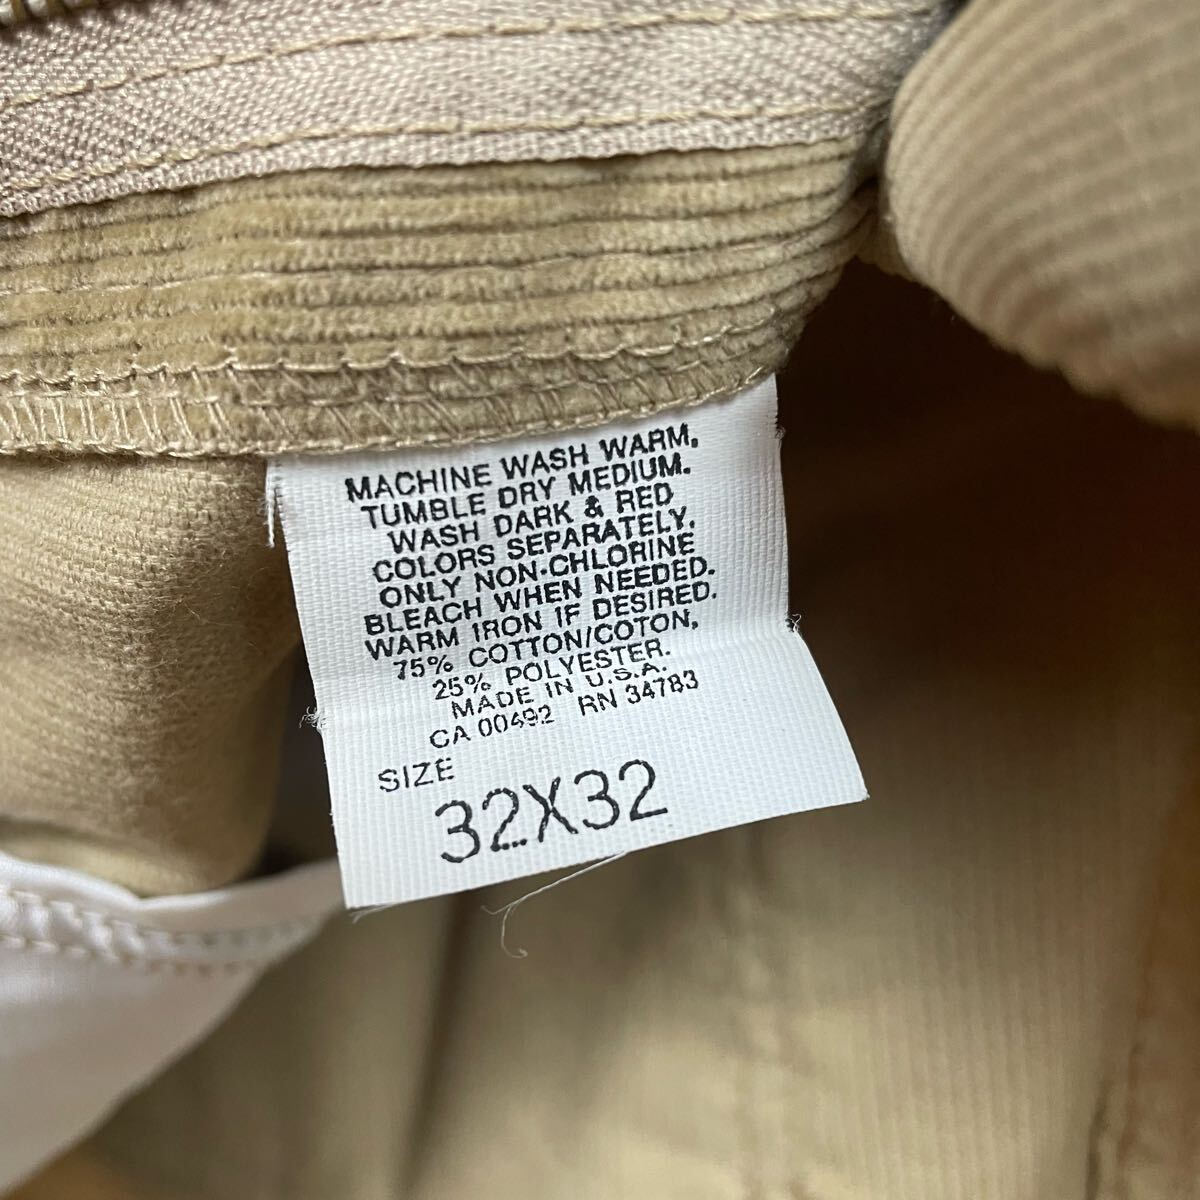 MACHINE WASH WARM.
TUMBLE DRY MEDIUM.
WASH DARK & RED
COLORS SEPARATELY.
ONLY NON-CHLORINE
BLEACH WHEN NEEDED.
WARM IRON IF DESIRED.
75% COTTON/COTON,
25% POLYESTER.
MADE IN U.S.A.
CA 00492 RN 34783
SIZE
32X32